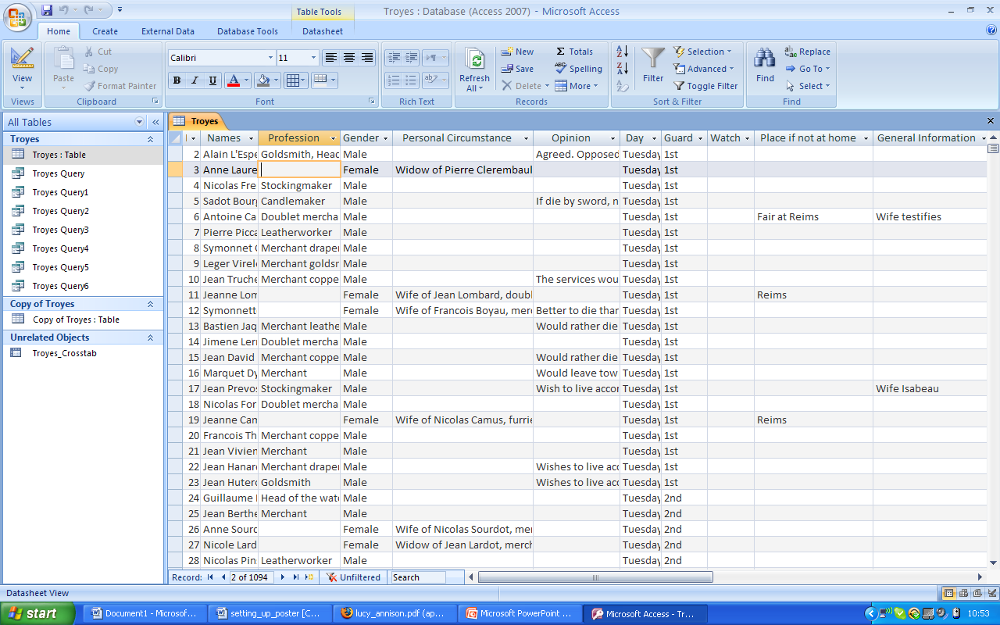 Table Tools
Troyes : Database (Access 2007) - Microsoft Access
Home Create External Data Database Tools Datasheet
View Paste Cut Copy Format Painter
Calibri 11
B I U A
Refresh All New Save Delete Totals Spelling More
Filter Selection Advanced Toggle Filter
Find Replace Go To Select
Views Clipboard Font Rich Text Records Sort & Filter Find
All Tables
Troyes
Troyes : Table
Troyes Query
Troyes Query1
Troyes Query2
Troyes Query3
Troyes Query4
Troyes Query5
Troyes Query6
Copy of Troyes
Copy of Troyes : Table
Unrelated Objects
Troyes_Crosstab
Troyes
Names Profession Gender Personal Circumstance Opinion Day Guard Watch Place if not at home General Information
2 Alain L'Espe Goldsmith, Head Male Agreed. Opposed Tuesday 1st
3 Anne Laure Female Widow of Pierre Clerembaul Tuesday 1st
4 Nicolas Fre Stockingmaker Male Tuesday 1st
5 Sadot Bourg Candlemaker Male If die by sword, n Tuesday 1st
6 Antoine Ca Doublet mercha Male Tuesday 1st Fair at Reims Wife testifies
7 Pierre Picca Leatherworker Male Tuesday 1st
8 Symonnet Merchant draper Male Tuesday 1st
9 Leger Virel Merchant goldsm Male Tuesday 1st
10 Jean Truche Merchant coppe Male The services wou Tuesday 1st
11 Jeanne Lom Female Wife of Jean Lombard, doubl Tuesday 1st Reims
12 Symonnett Female Wife of Francois Boyau, merc Better to die than Tuesday 1st
13 Bastien Jaq Merchant leathe Male Would rather die Tuesday 1st
14 Jimene Lern Doublet mercha Male Tuesday 1st
15 Jean David Merchant coppe Male Would rather die Tuesday 1st
16 Marquet Dy Merchant Male Would leave tow Tuesday 1st
17 Jean Prevos Stockingmaker Male Wish to live accor Tuesday 1st Wife Isabeau
18 Nicolas For Doublet mercha Male Tuesday 1st
19 Jeanne Cam Female Wife of Nicolas Camus, furrie Tuesday 1st Reims
20 Francois Th Merchant coppe Male Tuesday 1st
21 Jean Vivien Merchant Male Tuesday 1st
22 Jean Hanar Merchant draper Male Wishes to live acc Tuesday 1st
23 Jean Huter Goldsmith Male Wishes to live acc Tuesday 1st
24 Guillaume Head of the wat Male Tuesday 2nd
25 Jean Berthe Merchant Male Tuesday 2nd
26 Anne Sourd Female Wife of Nicolas Sourdot, mer Tuesday 2nd
27 Nicole Lard Female Widow of Jean Lardot, merch Tuesday 2nd
28 Nicolas Pin Leatherworker Male Tuesday 2nd
Record: 2 of 1094 Unfiltered Search
Datasheet View
start Document1 - Microsof... setting_up_poster [C... lucy_annison.pdf (ap... Microsoft PowerPoint ... Microsoft Access - Tr... 10:53